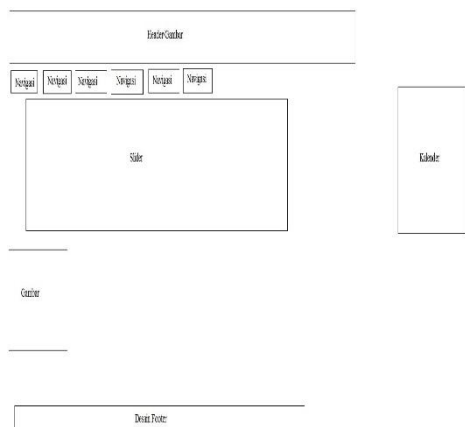 Header Gambar
Navigasi Navigasi Navigasi Navigasi Navigasi Navigasi
Slider
Kalender
Gambar
Desain Footer